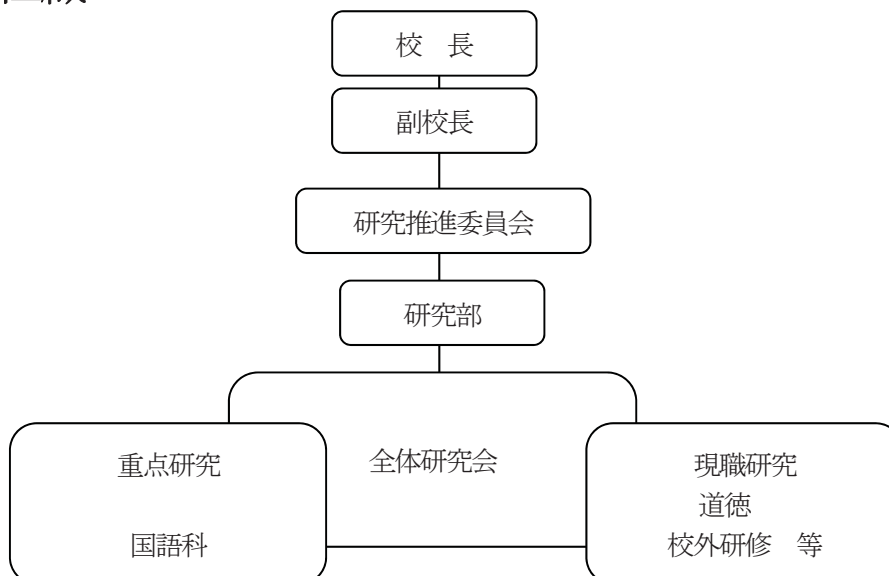 校　長
副校長
研究推進委員会
研究部
全体研究会
重点研究
国語科
現職研究
道徳
校外研修　等